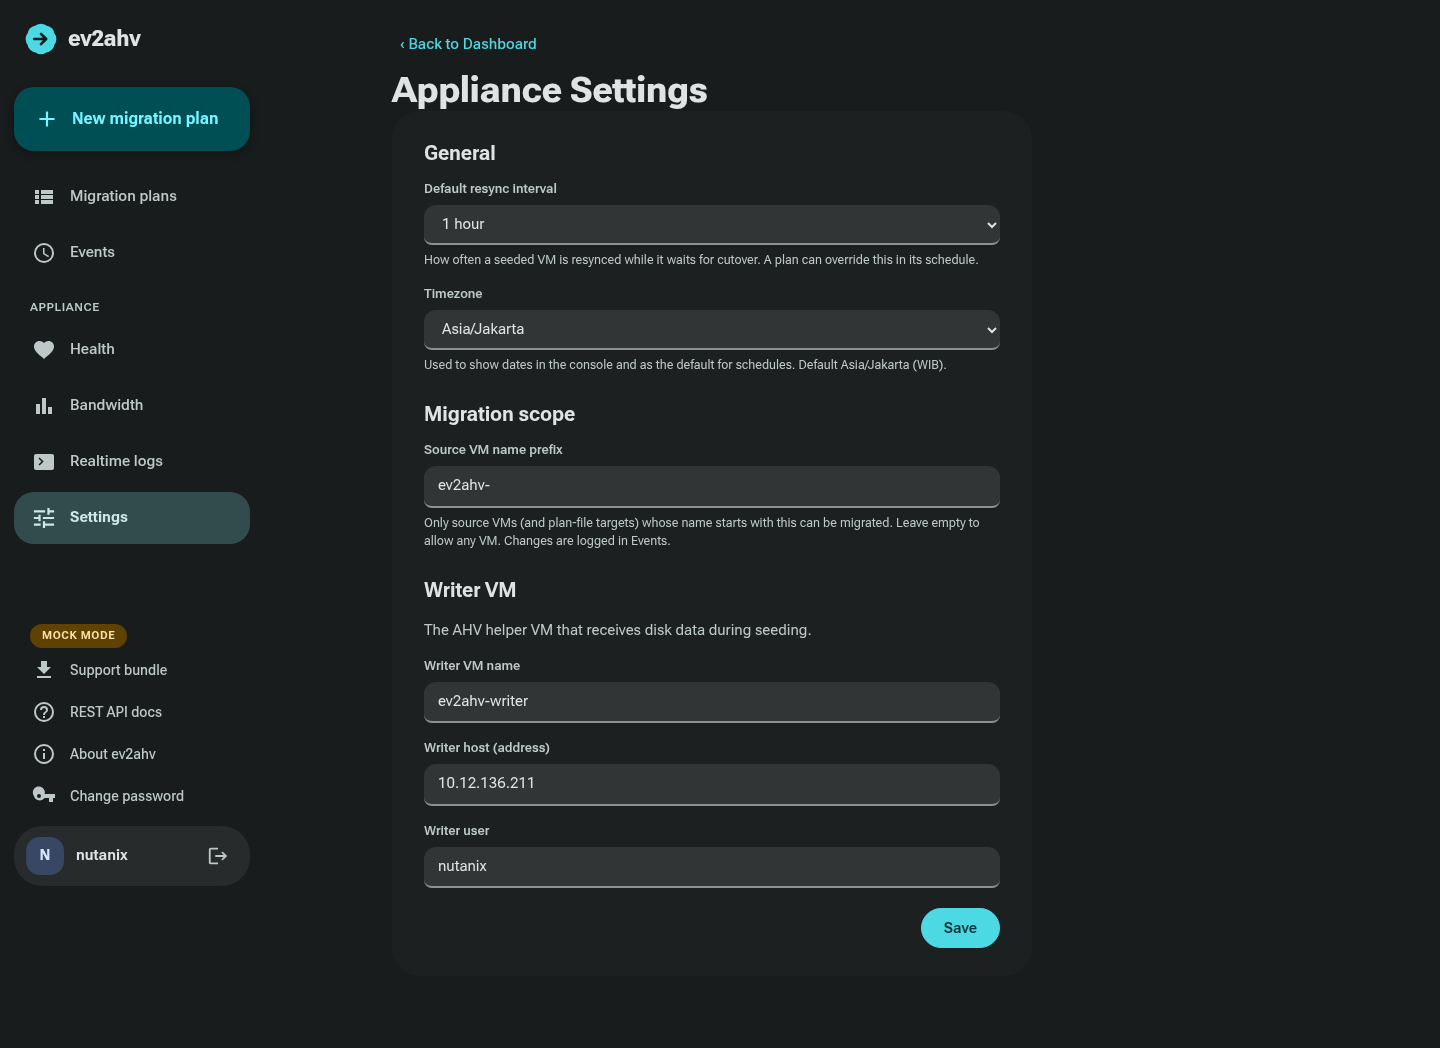 ev2ahv
New migration plan
Migration plans
Events
APPLIANCE
Health
Bandwidth
Realtime logs
Settings
MOCK MODE
Support bundle
REST API docs
About ev2ahv
Change password
N
nutanix
‹ Back to Dashboard
Appliance Settings
General
Default resync interval
1 hour
How often a seeded VM is resynced while it waits for cutover. A plan can override this in its schedule.
Timezone
Asia/Jakarta
Used to show dates in the console and as the default for schedules. Default Asia/Jakarta (WIB).
Migration scope
Source VM name prefix
ev2ahv-
Only source VMs (and plan-file targets) whose name starts with this can be migrated. Leave empty to
allow any VM. Changes are logged in Events.
Writer VM
The AHV helper VM that receives disk data during seeding.
Writer VM name
ev2ahv-writer
Writer host (address)
10.12.136.211
Writer user
nutanix
Save